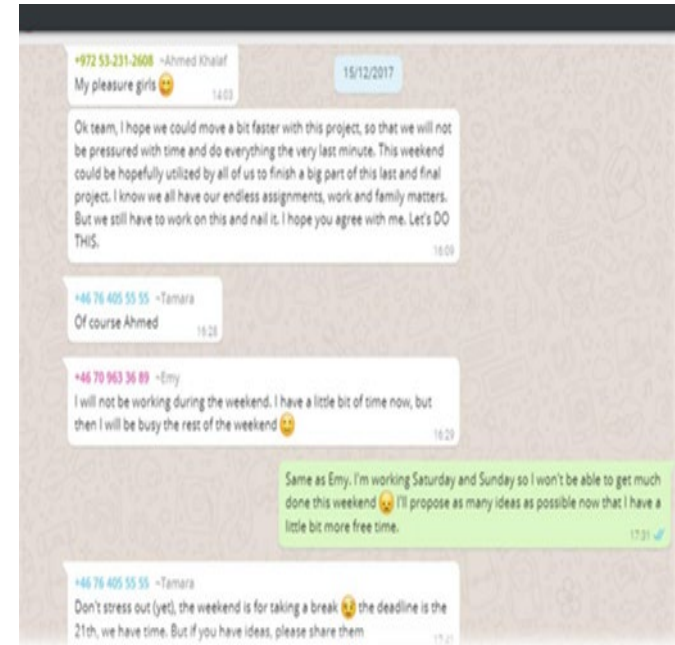 +972 53-231-2608 ~Ahmed Khalaf
My pleasure girls 😊
14:03
15/12/2017
Ok team, I hope we could move a bit faster with this project, so that we will not
be pressured with time and do everything the very last minute. This weekend
could be hopefully utilized by all of us to finish a big part of this last and final
project. I know we all have our endless assignments, work and family matters.
But we still have to work on this and nail it. I hope you agree with me. Let's DO
THIS.
16:09
+46 76 405 55 55 ~Tamara
Of course Ahmed
16:28
+46 70 963 36 89 ~Emy
I will not be working during the weekend. I have a little bit of time now, but
then I will be busy the rest of the weekend 😊
16:29
Same as Emy. I'm working Saturday and Sunday so I won't be able to get much
done this weekend 😞 I'll propose as many ideas as possible now that I have a
little bit more free time.
17:31
+46 76 405 55 55 ~Tamara
Don't stress out (yet), the weekend is for taking a break 😉 the deadline is the
21th, we have time. But if you have ideas, please share them
17:41